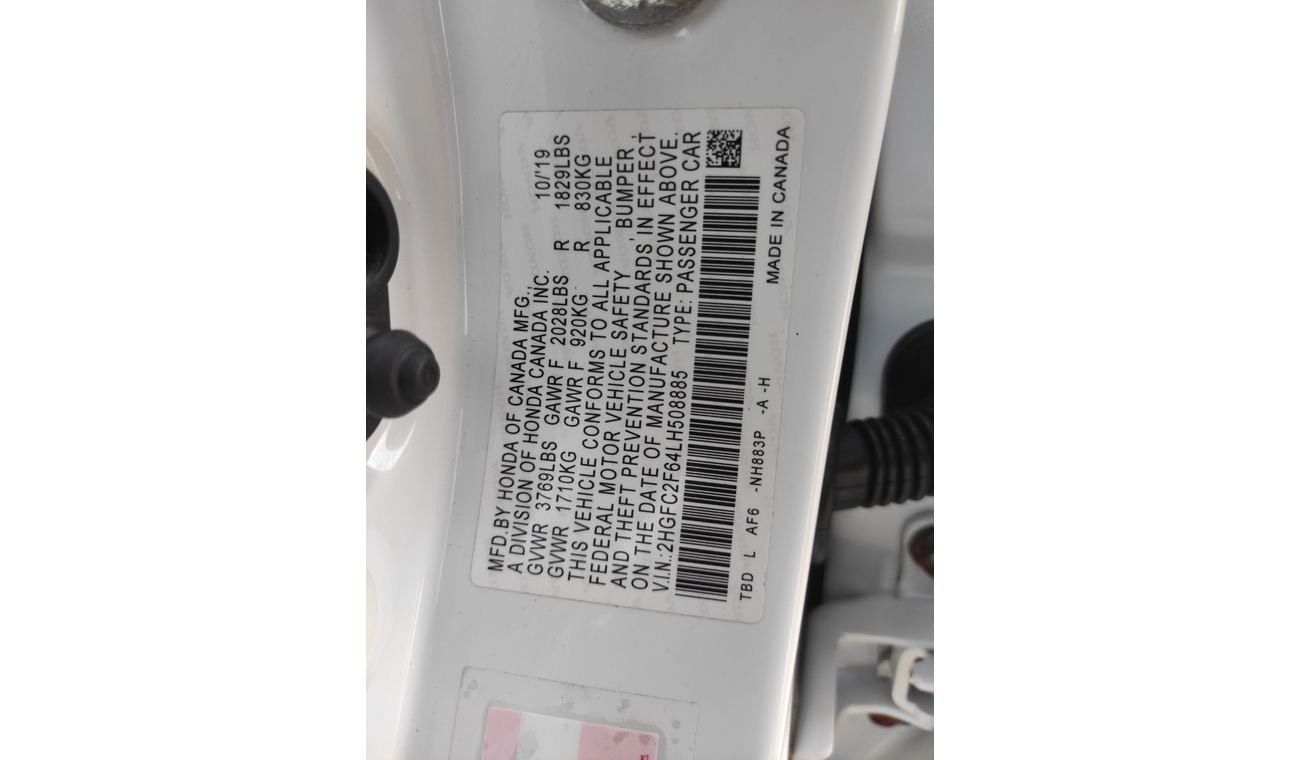 MFD.BY HONDA OF CANADA MFG.,
A DIVISION OF HONDA CANADA INC. 10/'19
GVWR 3769LBS GAWR F 2028LBS R 1829LBS
GVWR 1710KG GAWR F 920KG R 830KG
THIS VEHICLE CONFORMS TO ALL APPLICABLE
FEDERAL MOTOR VEHICLE SAFETY, BUMPER,
AND THEFT PREVENTION STANDARDS IN EFFECT
ON THE DATE OF MANUFACTURE SHOWN ABOVE.
V.I.N.:2HGFC2F64LH508885 TYPE: PASSENGER CAR
TBD L AF6 -NH883P -A -H MADE IN CANADA